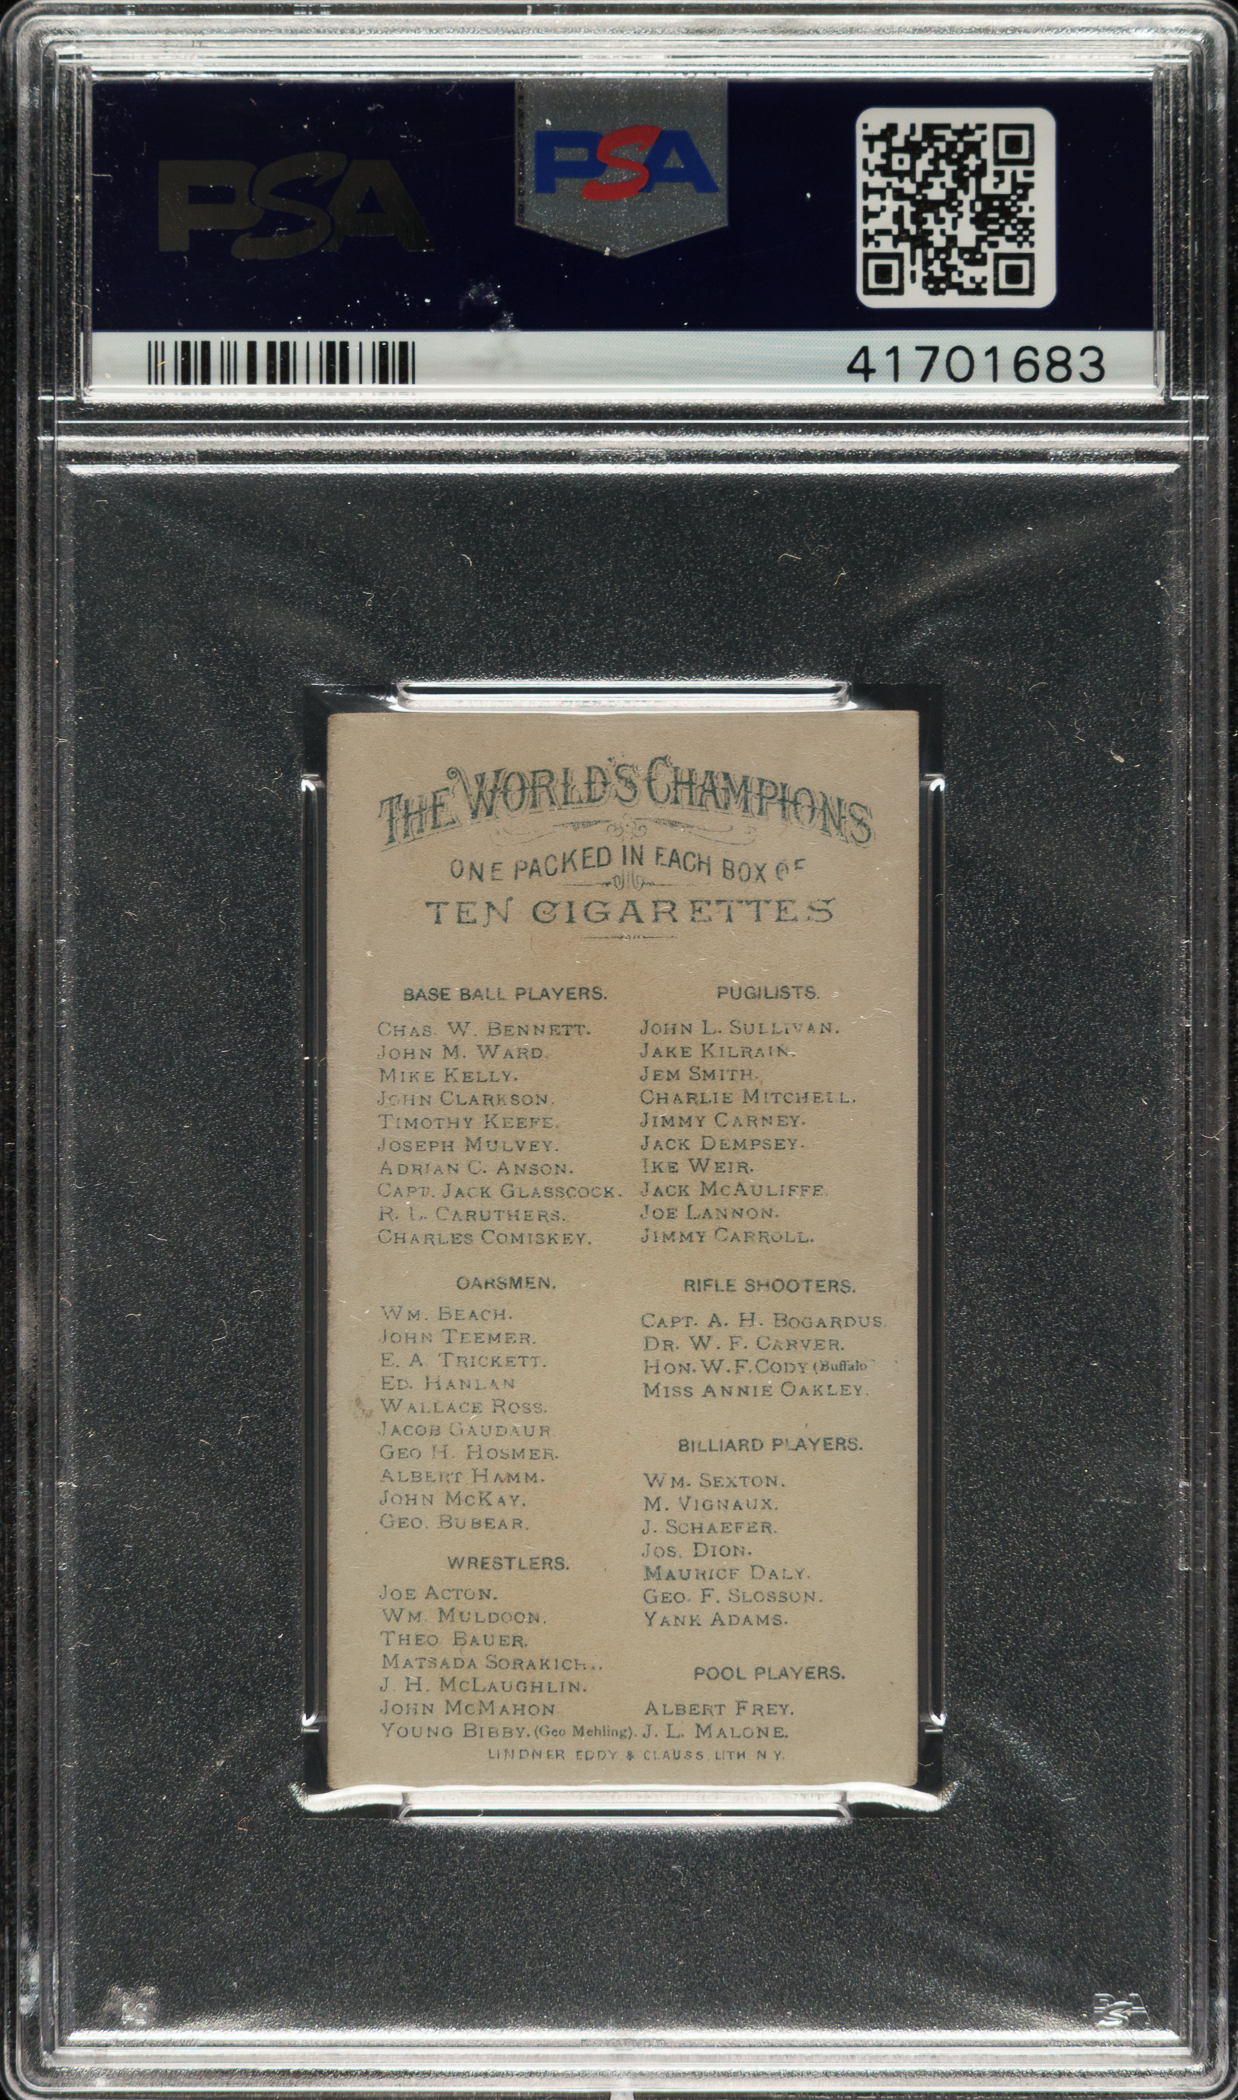 PSA
PSA
41701683
THE WORLD'S CHAMPIONS
ONE PACKED IN EACH BOX OF
TEN CIGARETTES
BASE BALL PLAYERS.
CHAS. W. BENNETT.
JOHN M. WARD.
MIKE KELLY.
JOHN CLARKSON.
TIMOTHY KEEFE.
JOSEPH MULVEY.
ADRIAN C. ANSON.
CAPT. JACK GLASSCOCK.
R. L. CARUTHERS.
CHARLES COMISKEY.
OARSMEN.
WM. BEACH.
JOHN TEEMER.
E. A TRICKETT.
ED. HANLAN
WALLACE ROSS.
JACOB GAUDAUR
GEO H. HOSMER.
ALBERT HAMM.
JOHN MCKAY.
GEO. BUBEAR.
WRESTLERS.
JOE ACTON.
WM. MULDOON.
THEO BAUER.
MATSADA SORAKICH..
J. H. MCLAUGHLIN.
JOHN MCMAHON
YOUNG BIBBY. (Geo Mehling).
PUGILISTS.
JOHN L. SULLIVAN.
JAKE KILRAIN.
JEM SMITH.
CHARLIE MITCHELL.
JIMMY CARNEY.
JACK DEMPSEY.
IKE WEIR.
JACK MCAULIFFE.
JOE LANNON.
JIMMY CARROLL.
RIFLE SHOOTERS.
CAPT. A. H. BOGARDUS.
DR. W. F. CARVER.
HON. W. F. CODY (Buffalo
MISS ANNIE OAKLEY.
BILLIARD PLAYERS.
WM. SEXTON.
M. VIGNAUX.
J. SCHAEFER.
JOS. DION.
MAURICE DALY.
GEO. F. SLOSSON.
YANK ADAMS.
POOL PLAYERS.
ALBERT FREY.
J. L. MALONE.
LINDNER EDDY & CLAUSS, LITH N Y.
PSA